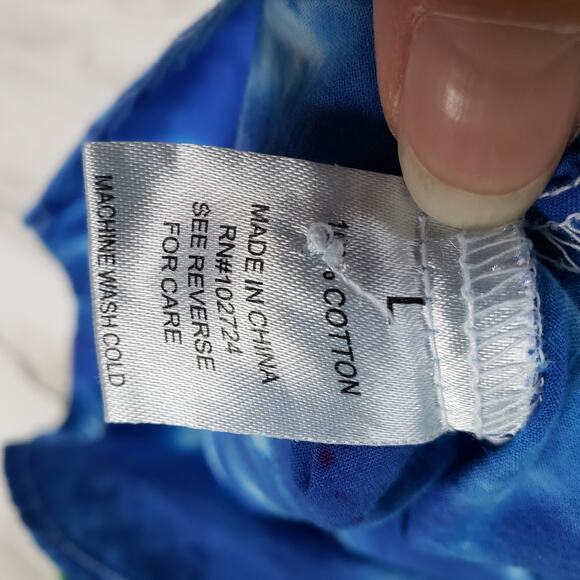 L
% COTTON
MADE IN CHINA
RN#102724
SEE REVERSE
FOR CARE
MACHINE WASH COLD